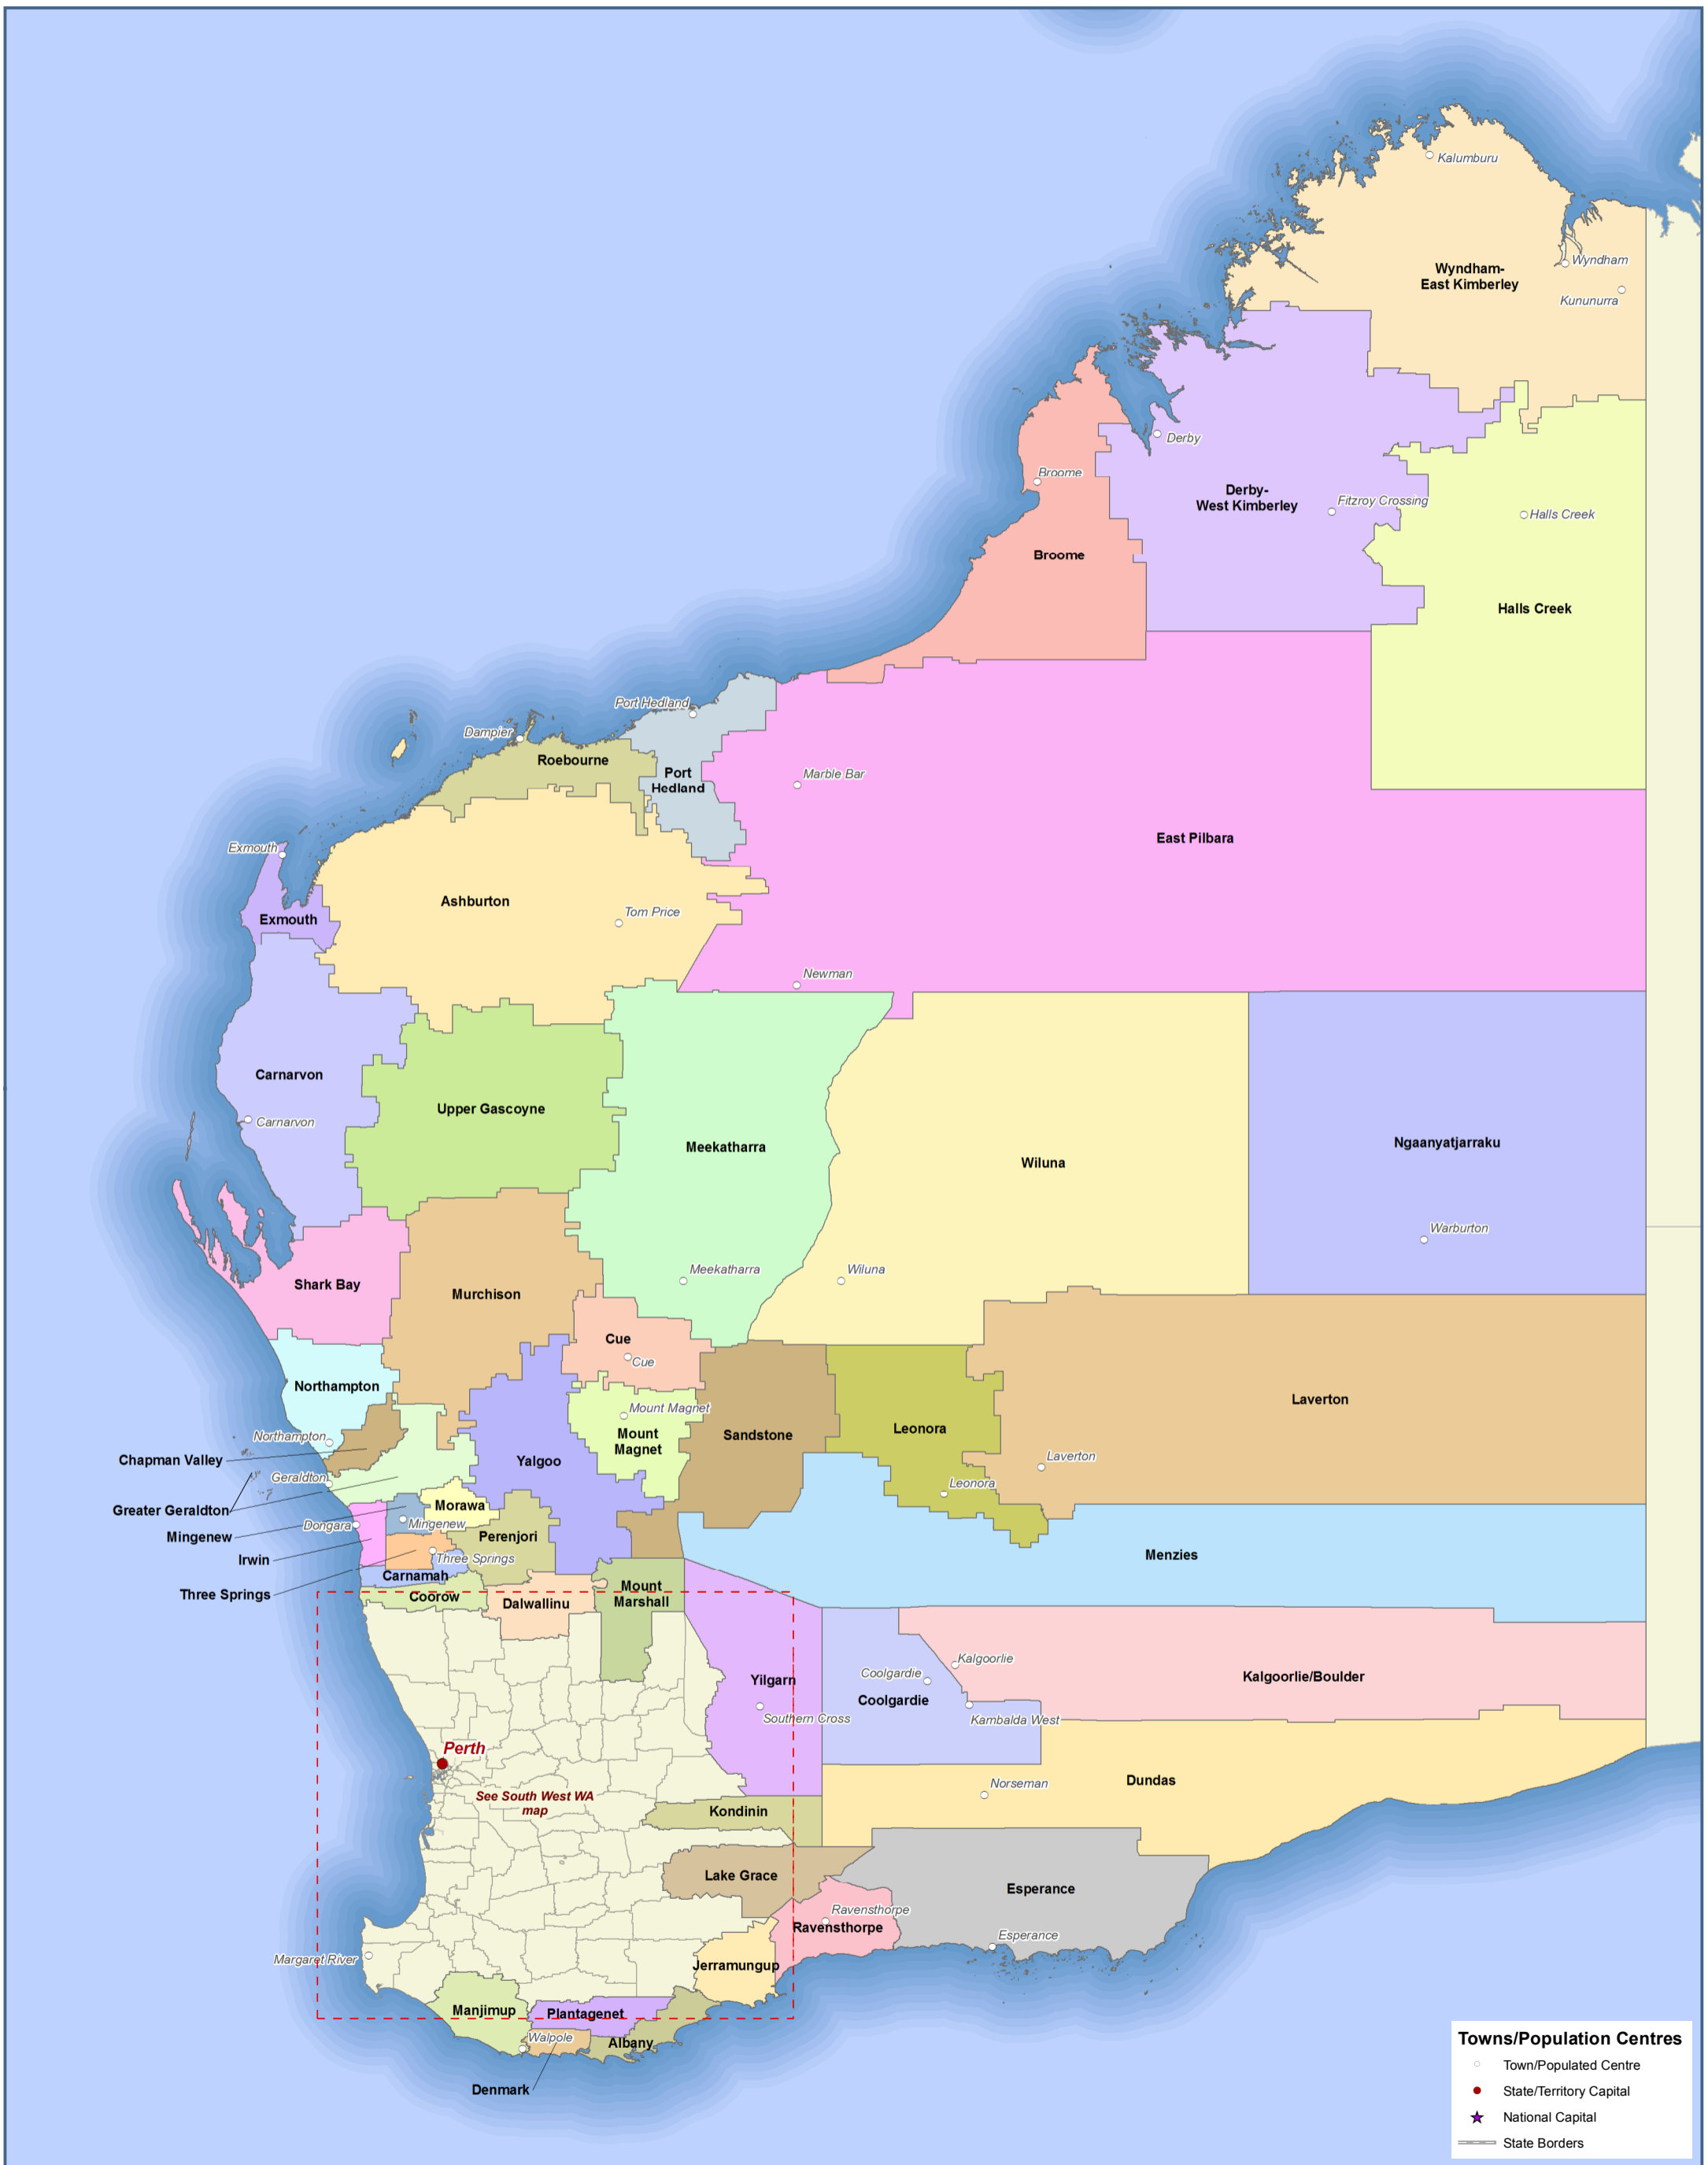 Kalumburu
Wyndham
Wyndham-
East Kimberley
Kununurra
Derby
Broome
Derby-
West Kimberley
Fitzroy Crossing
Halls Creek
Broome
Halls Creek
Port Hedland
Dampier
Roebourne
Port
Hedland
Marble Bar
East Pilbara
Exmouth
Ashburton
Tom Price
Exmouth
Newman
Carnarvon
Upper Gascoyne
Carnarvon
Meekatharra
Ngaanyatjarraku
Wiluna
Warburton
Meekatharra
Wiluna
Shark Bay
Murchison
Cue
Cue
Northampton
Laverton
Mount Magnet
Leonora
Northampton
Mount
Magnet
Sandstone
Chapman Valley
Yalgoo
Laverton
Geraldton
Leonora
Greater Geraldton
Morawa
Mingenew
Dongara
Mingenew
Perenjori
Irwin
Three Springs
Menzies
Carnamah
Three Springs
Coorow
Mount
Marshall
Dalwallinu
Kalgoorlie
Coolgardie
Yilgarn
Kalgoorlie/Boulder
Coolgardie
Southern Cross
Kambalda West
Perth
Dundas
Norseman
See South West WA
map
Kondinin
Lake Grace
Esperance
Ravensthorpe
Ravensthorpe
Esperance
Margaret River
Jerramungup
Manjimup
Plantagenet
Walpole
Albany
Denmark
Towns/Population Centres
Town/Populated Centre
State/Territory Capital
National Capital
State Borders